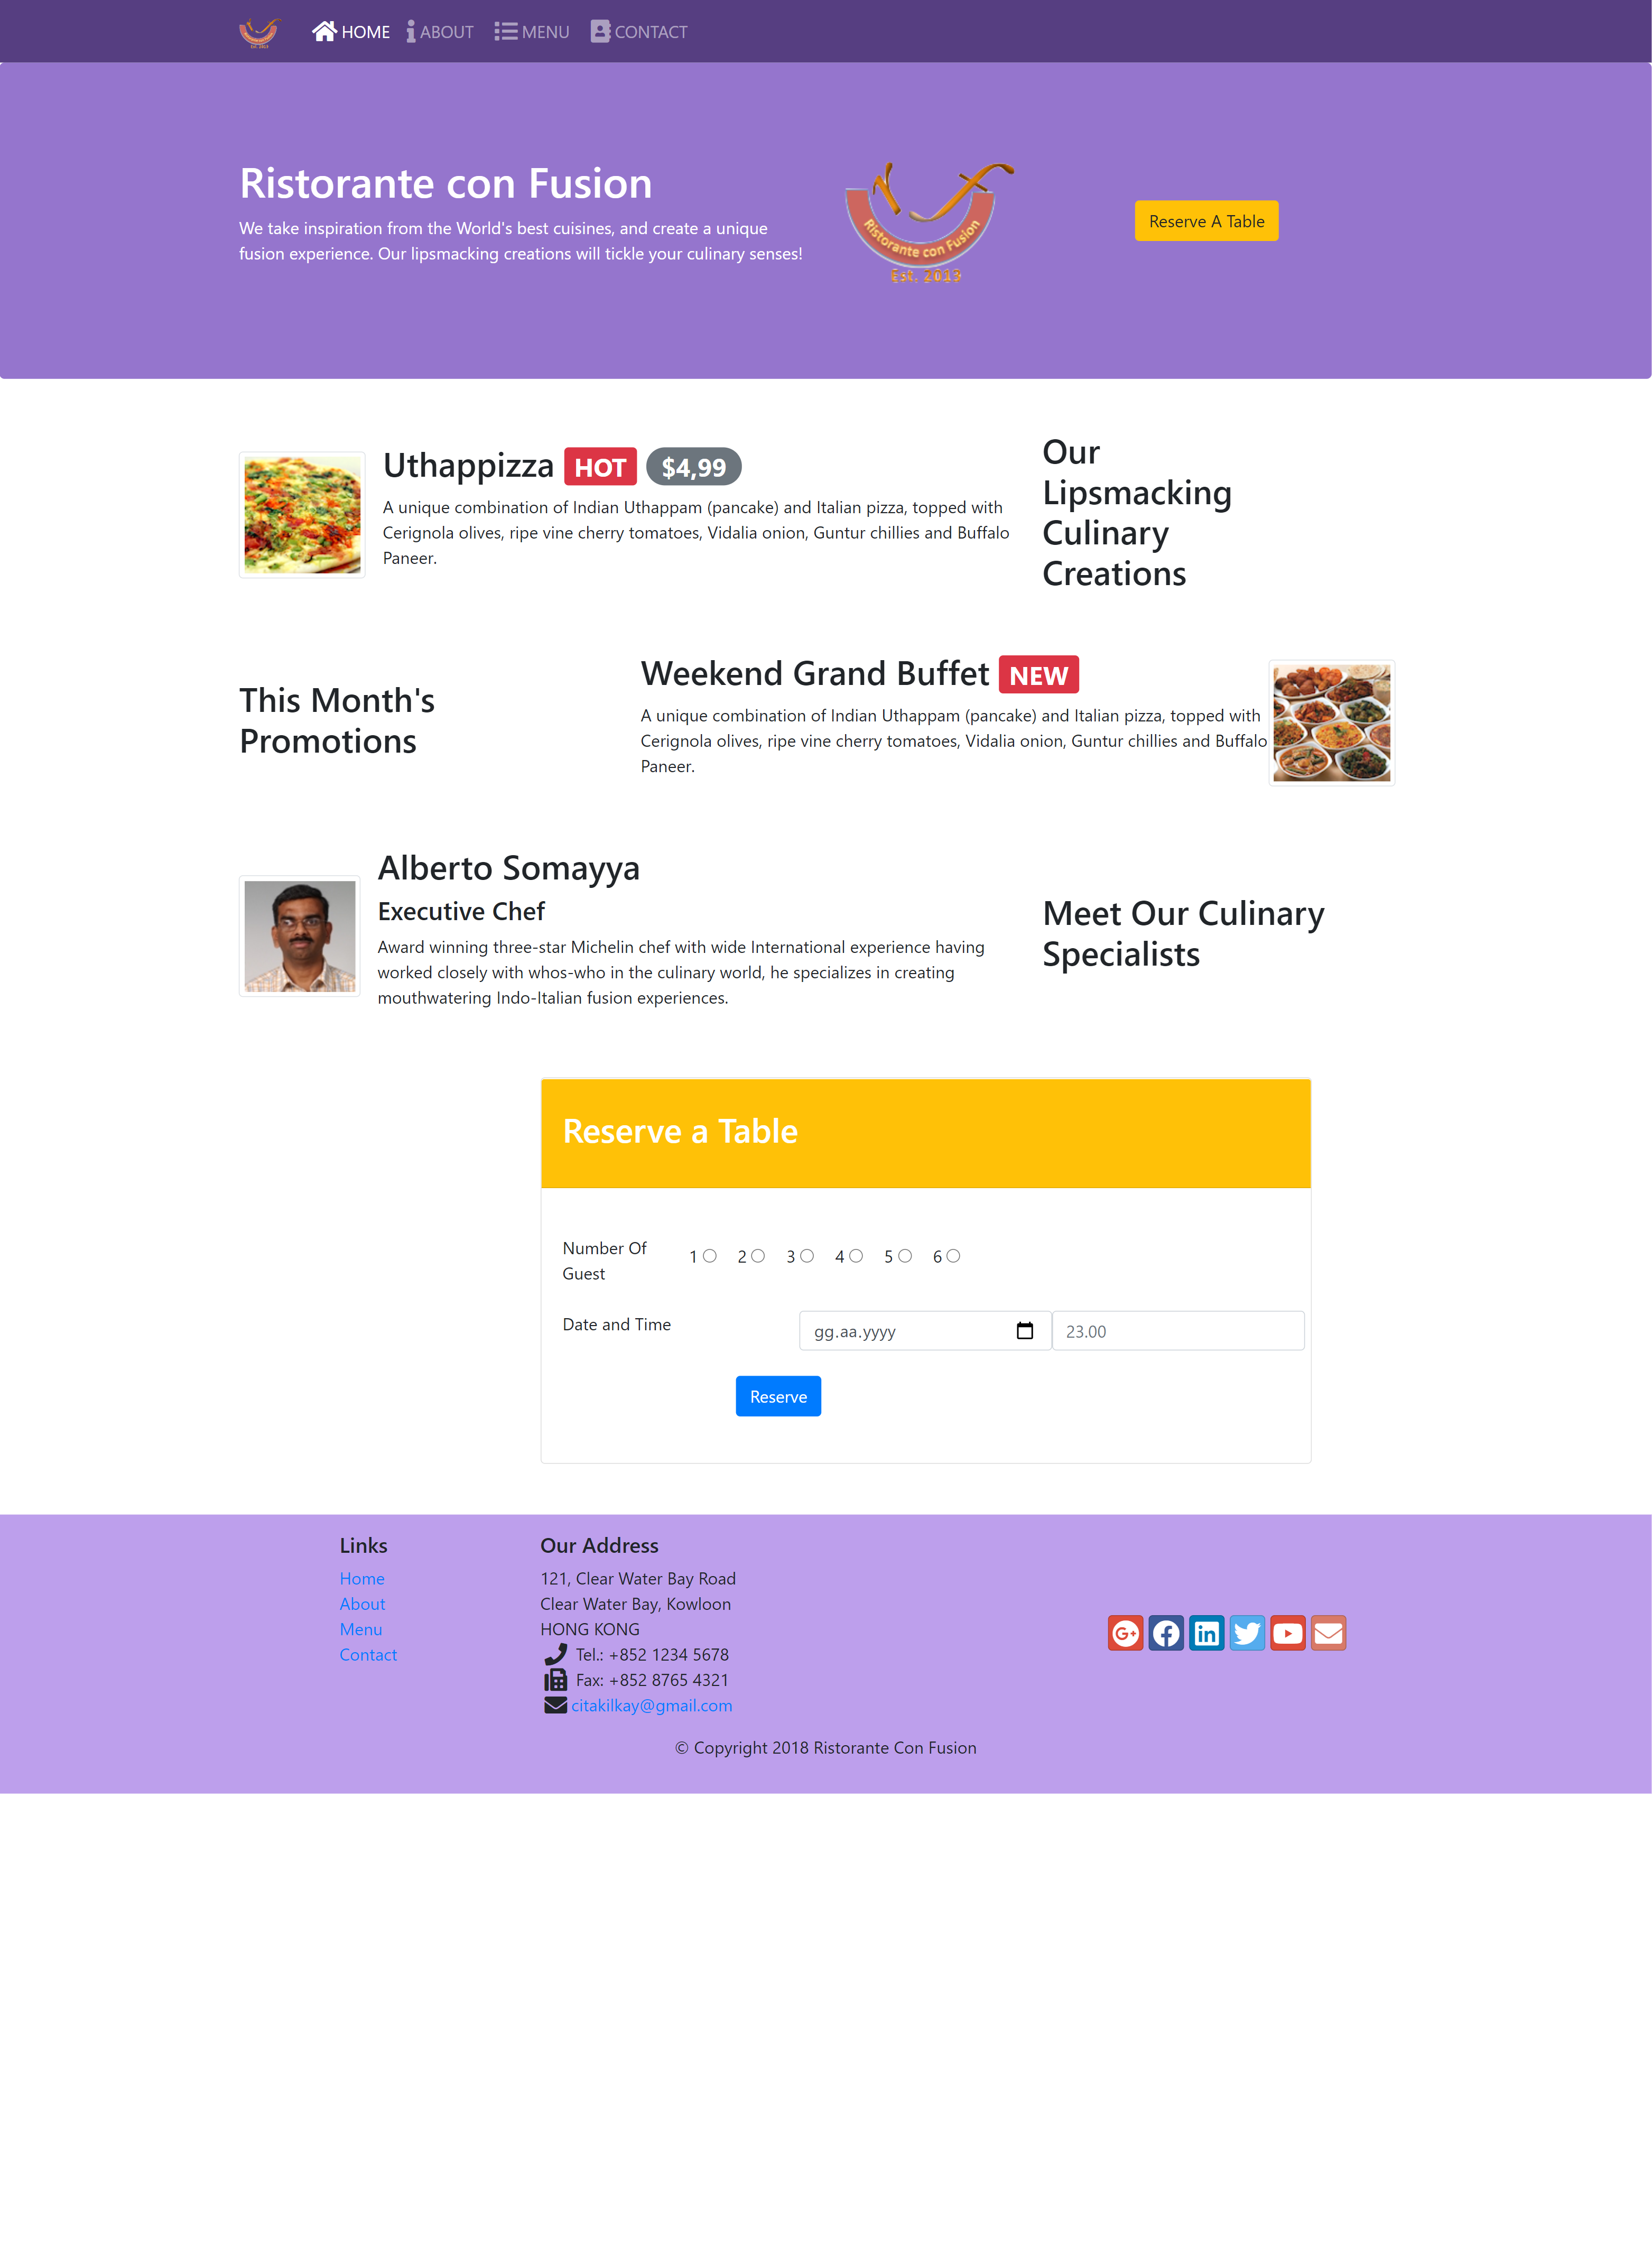 HOME ABOUT MENU CONTACT
Ristorante con Fusion
We take inspiration from the World's best cuisines, and create a unique
fusion experience. Our lipsmacking creations will tickle your culinary senses!
Ristorante con Fusion
Est. 2013
Reserve A Table
Uthappizza HOT $4,99
A unique combination of Indian Uthappam (pancake) and Italian pizza, topped with
Cerignola olives, ripe vine cherry tomatoes, Vidalia onion, Guntur chillies and Buffalo
Paneer.
Our
Lipsmacking
Culinary
Creations
This Month's
Promotions
Weekend Grand Buffet NEW
A unique combination of Indian Uthappam (pancake) and Italian pizza, topped with
Cerignola olives, ripe vine cherry tomatoes, Vidalia onion, Guntur chillies and Buffalo
Paneer.
Alberto Somayya
Executive Chef
Award winning three-star Michelin chef with wide International experience having
worked closely with whos-who in the culinary world, he specializes in creating
mouthwatering Indo-Italian fusion experiences.
Meet Our Culinary
Specialists
Reserve a Table
Number Of
Guest
1 2 3 4 5 6
Date and Time
gg.aa.yyyy
23.00
Reserve
Links
Home
About
Menu
Contact
Our Address
121, Clear Water Bay Road
Clear Water Bay, Kowloon
HONG KONG
Tel.: +852 1234 5678
Fax: +852 8765 4321
citakilkay@gmail.com
© Copyright 2018 Ristorante Con Fusion